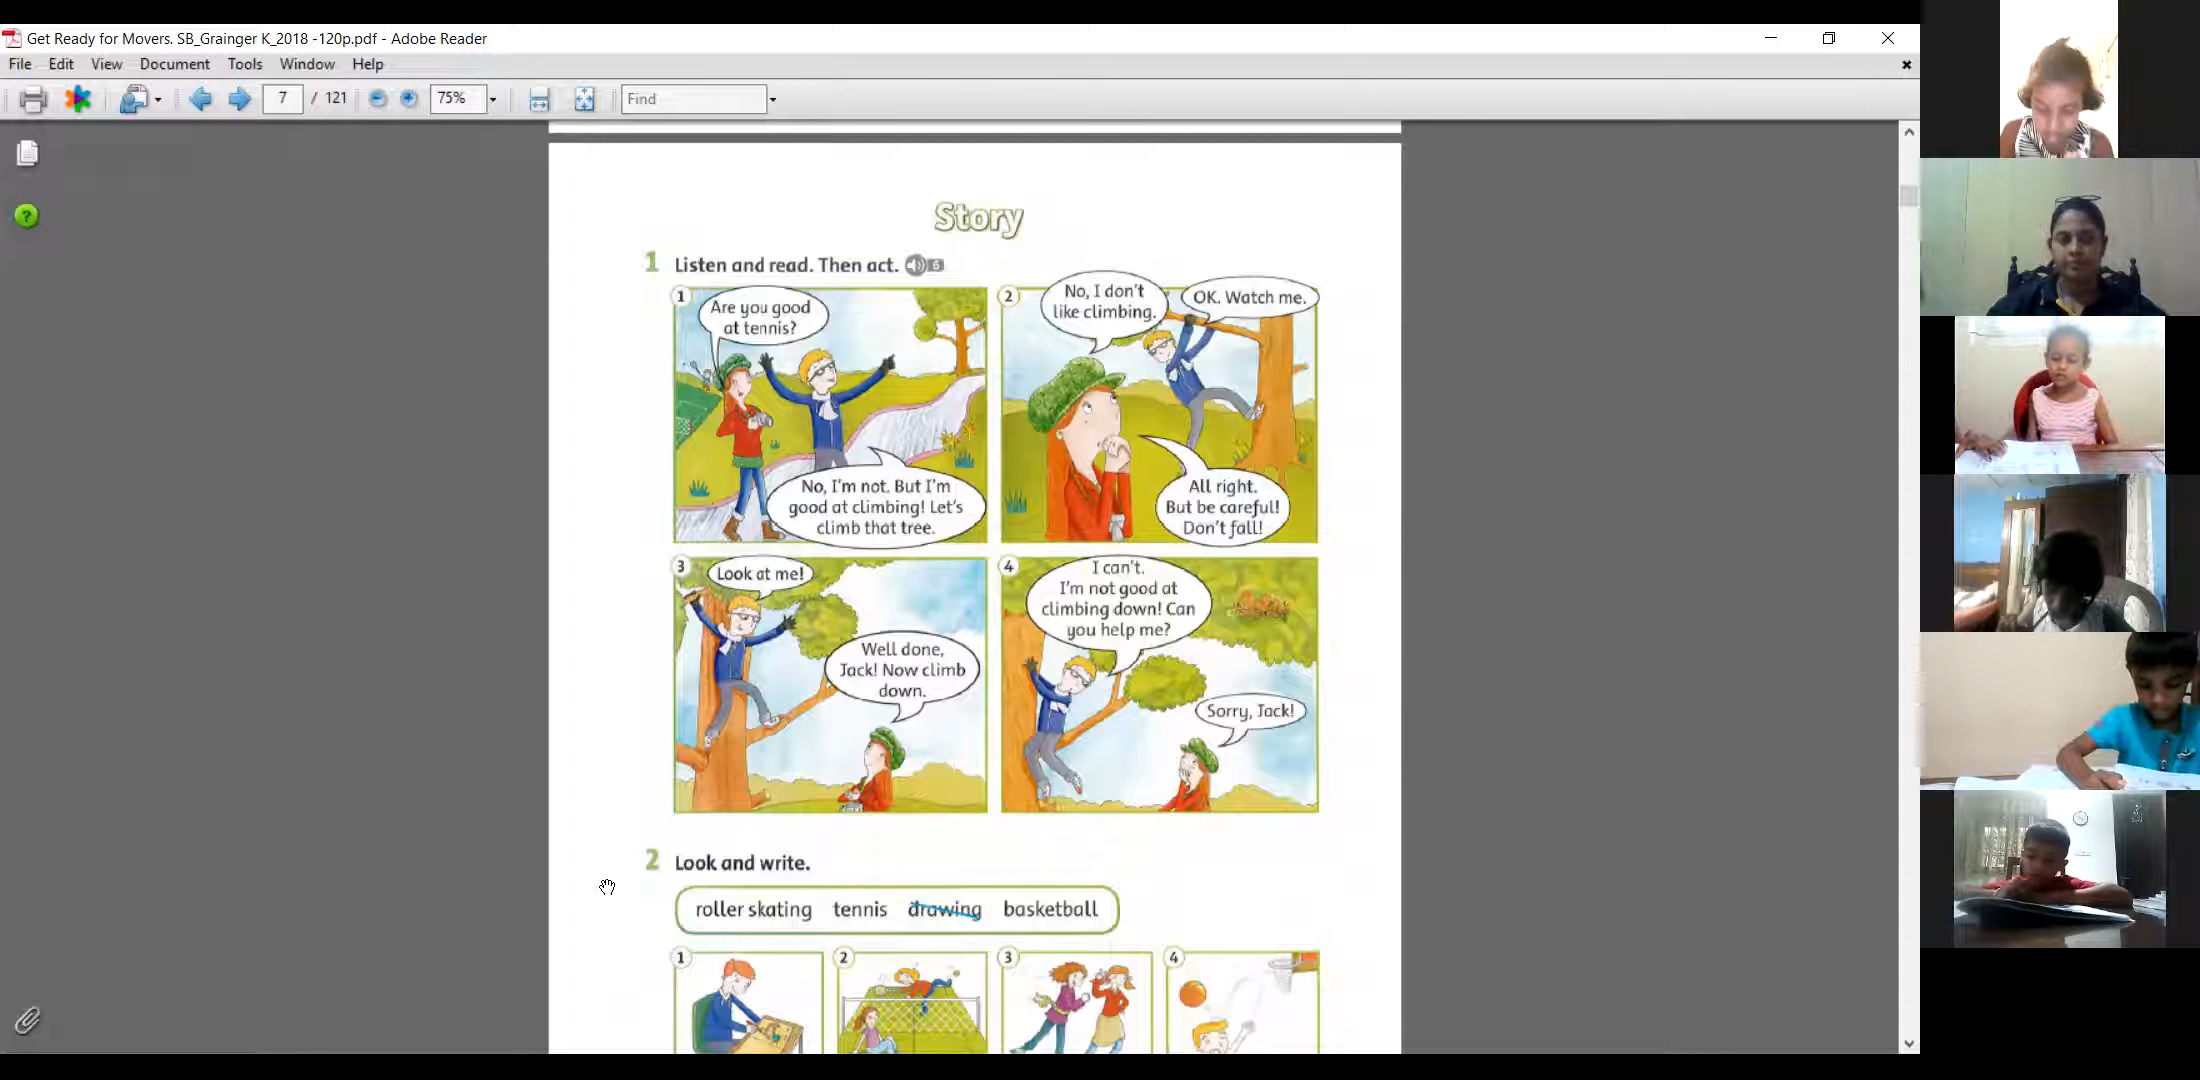 Get Ready for Movers. SB_Grainger K_2018 -120p.pdf - Adobe Reader
File Edit View Document Tools Window Help
7 / 121 75% Find
Story
1 Listen and read. Then act. 6
1
Are you good
at tennis?
No, I'm not. But I'm
good at climbing! Let's
climb that tree.
2
No, I don't
like climbing.
OK. Watch me.
All right.
But be careful!
Don't fall!
3
Look at me!
Well done,
Jack! Now climb
down.
4
I can't.
I'm not good at
climbing down! Can
you help me?
Sorry, Jack!
2 Look and write.
roller skating tennis drawing basketball
1 2 3 4